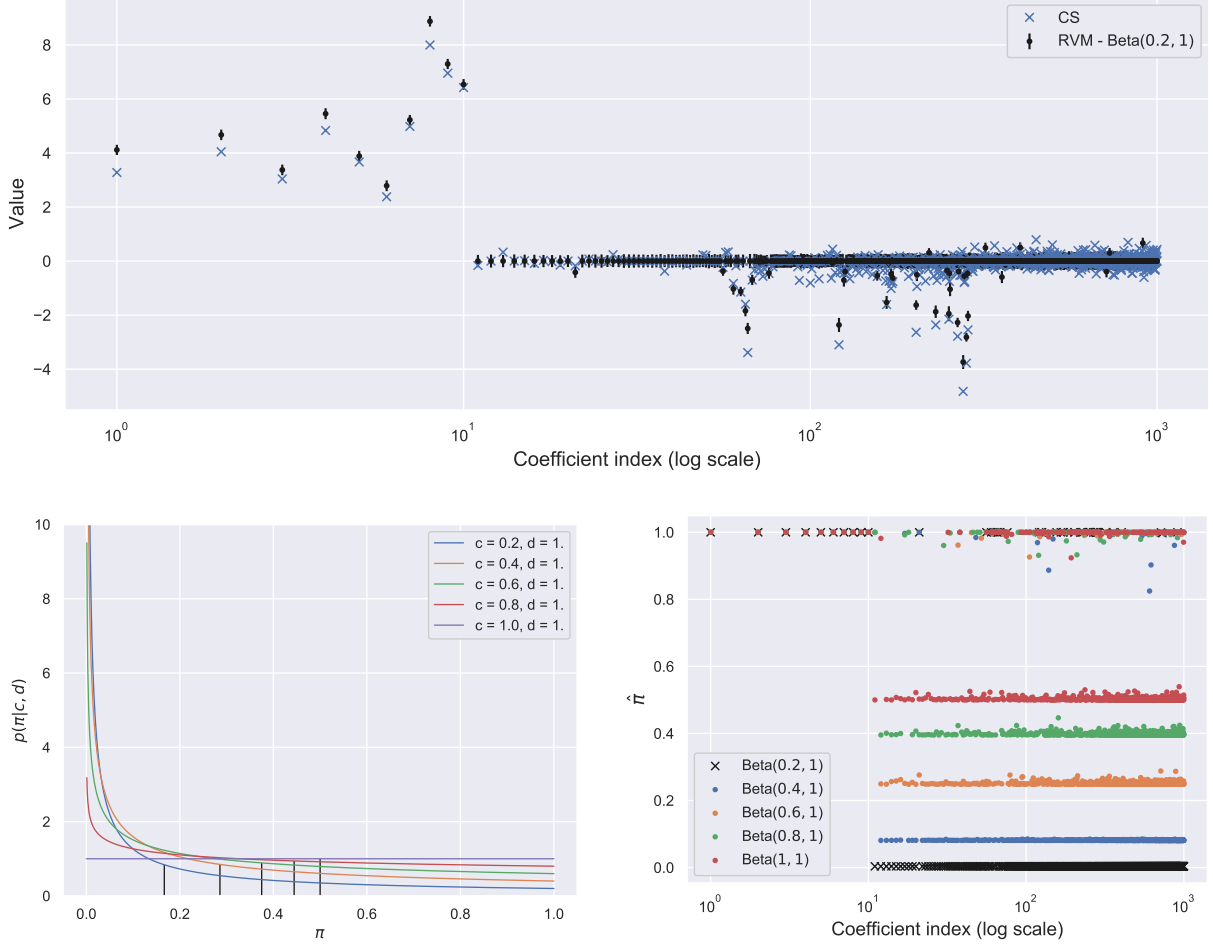 8
6
4
2
0
−2
−4
Value
CS
RVM - Beta(0.2, 1)
10^0
10^1
10^2
10^3
Coefficient index (log scale)
10
8
6
4
2
0
p(π|c, d)
c = 0.2, d = 1.
c = 0.4, d = 1.
c = 0.6, d = 1.
c = 0.8, d = 1.
c = 1.0, d = 1.
0.0 0.2 0.4 0.6 0.8 1.0
π
1.0
0.8
0.6
0.4
0.2
0.0
π̂
Beta(0.2, 1)
Beta(0.4, 1)
Beta(0.6, 1)
Beta(0.8, 1)
Beta(1, 1)
10^0 10^1 10^2 10^3
Coefficient index (log scale)